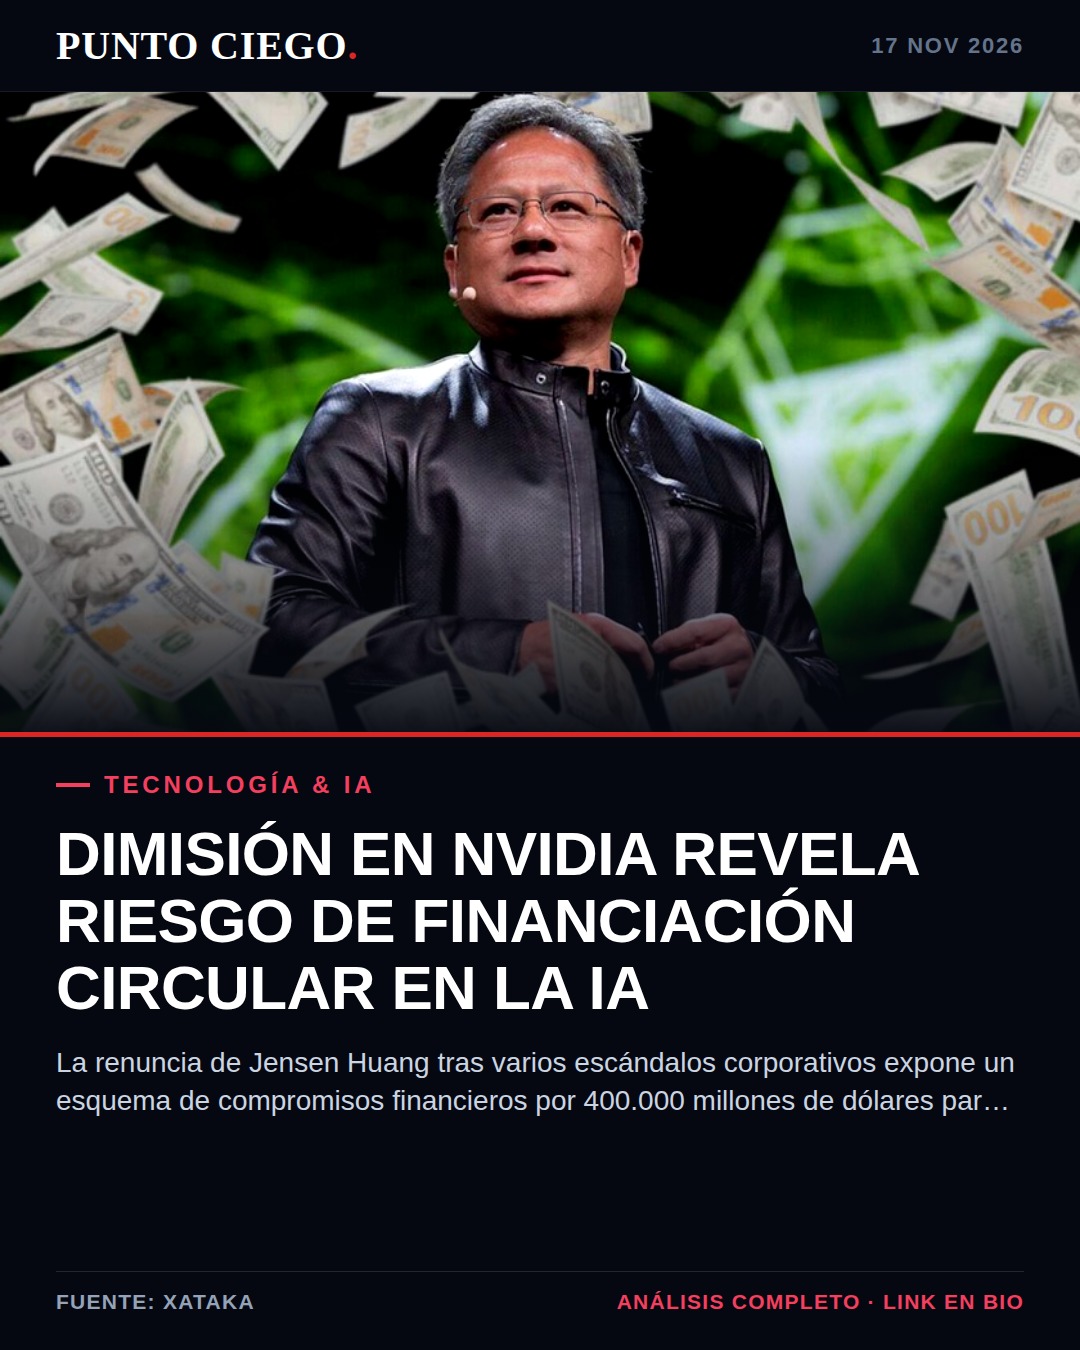 PUNTO CIEGO.
17 NOV 2026
100
100
TECNOLOGÍA & IA
DIMISIÓN EN NVIDIA REVELA
RIESGO DE FINANCIACIÓN
CIRCULAR EN LA IA
La renuncia de Jensen Huang tras varios escándalos corporativos expone un
esquema de compromisos financieros por 400.000 millones de dólares par…
FUENTE: XATAKA
ANÁLISIS COMPLETO · LINK EN BIO